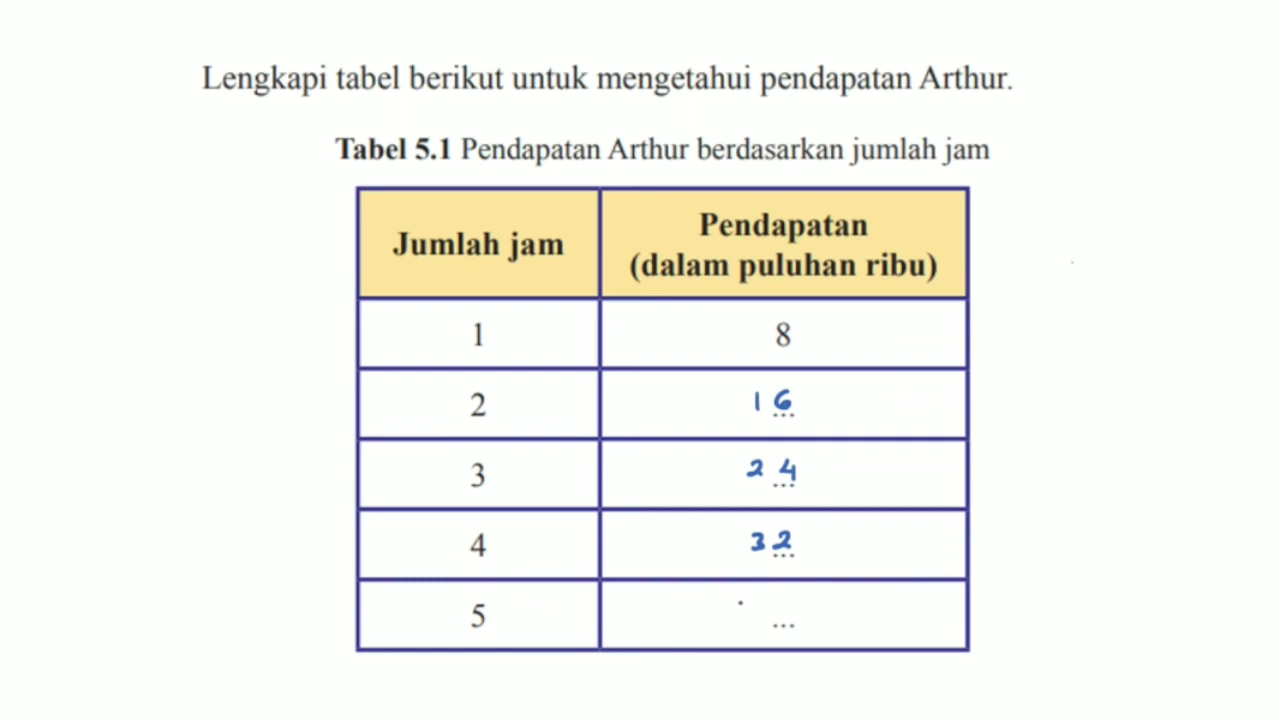 Lengkapi tabel berikut untuk mengetahui pendapatan Arthur.
Tabel 5.1 Pendapatan Arthur berdasarkan jumlah jam
Jumlah jam
Pendapatan
(dalam puluhan ribu)
1 8
2 16
3 24
4 32
5 ...